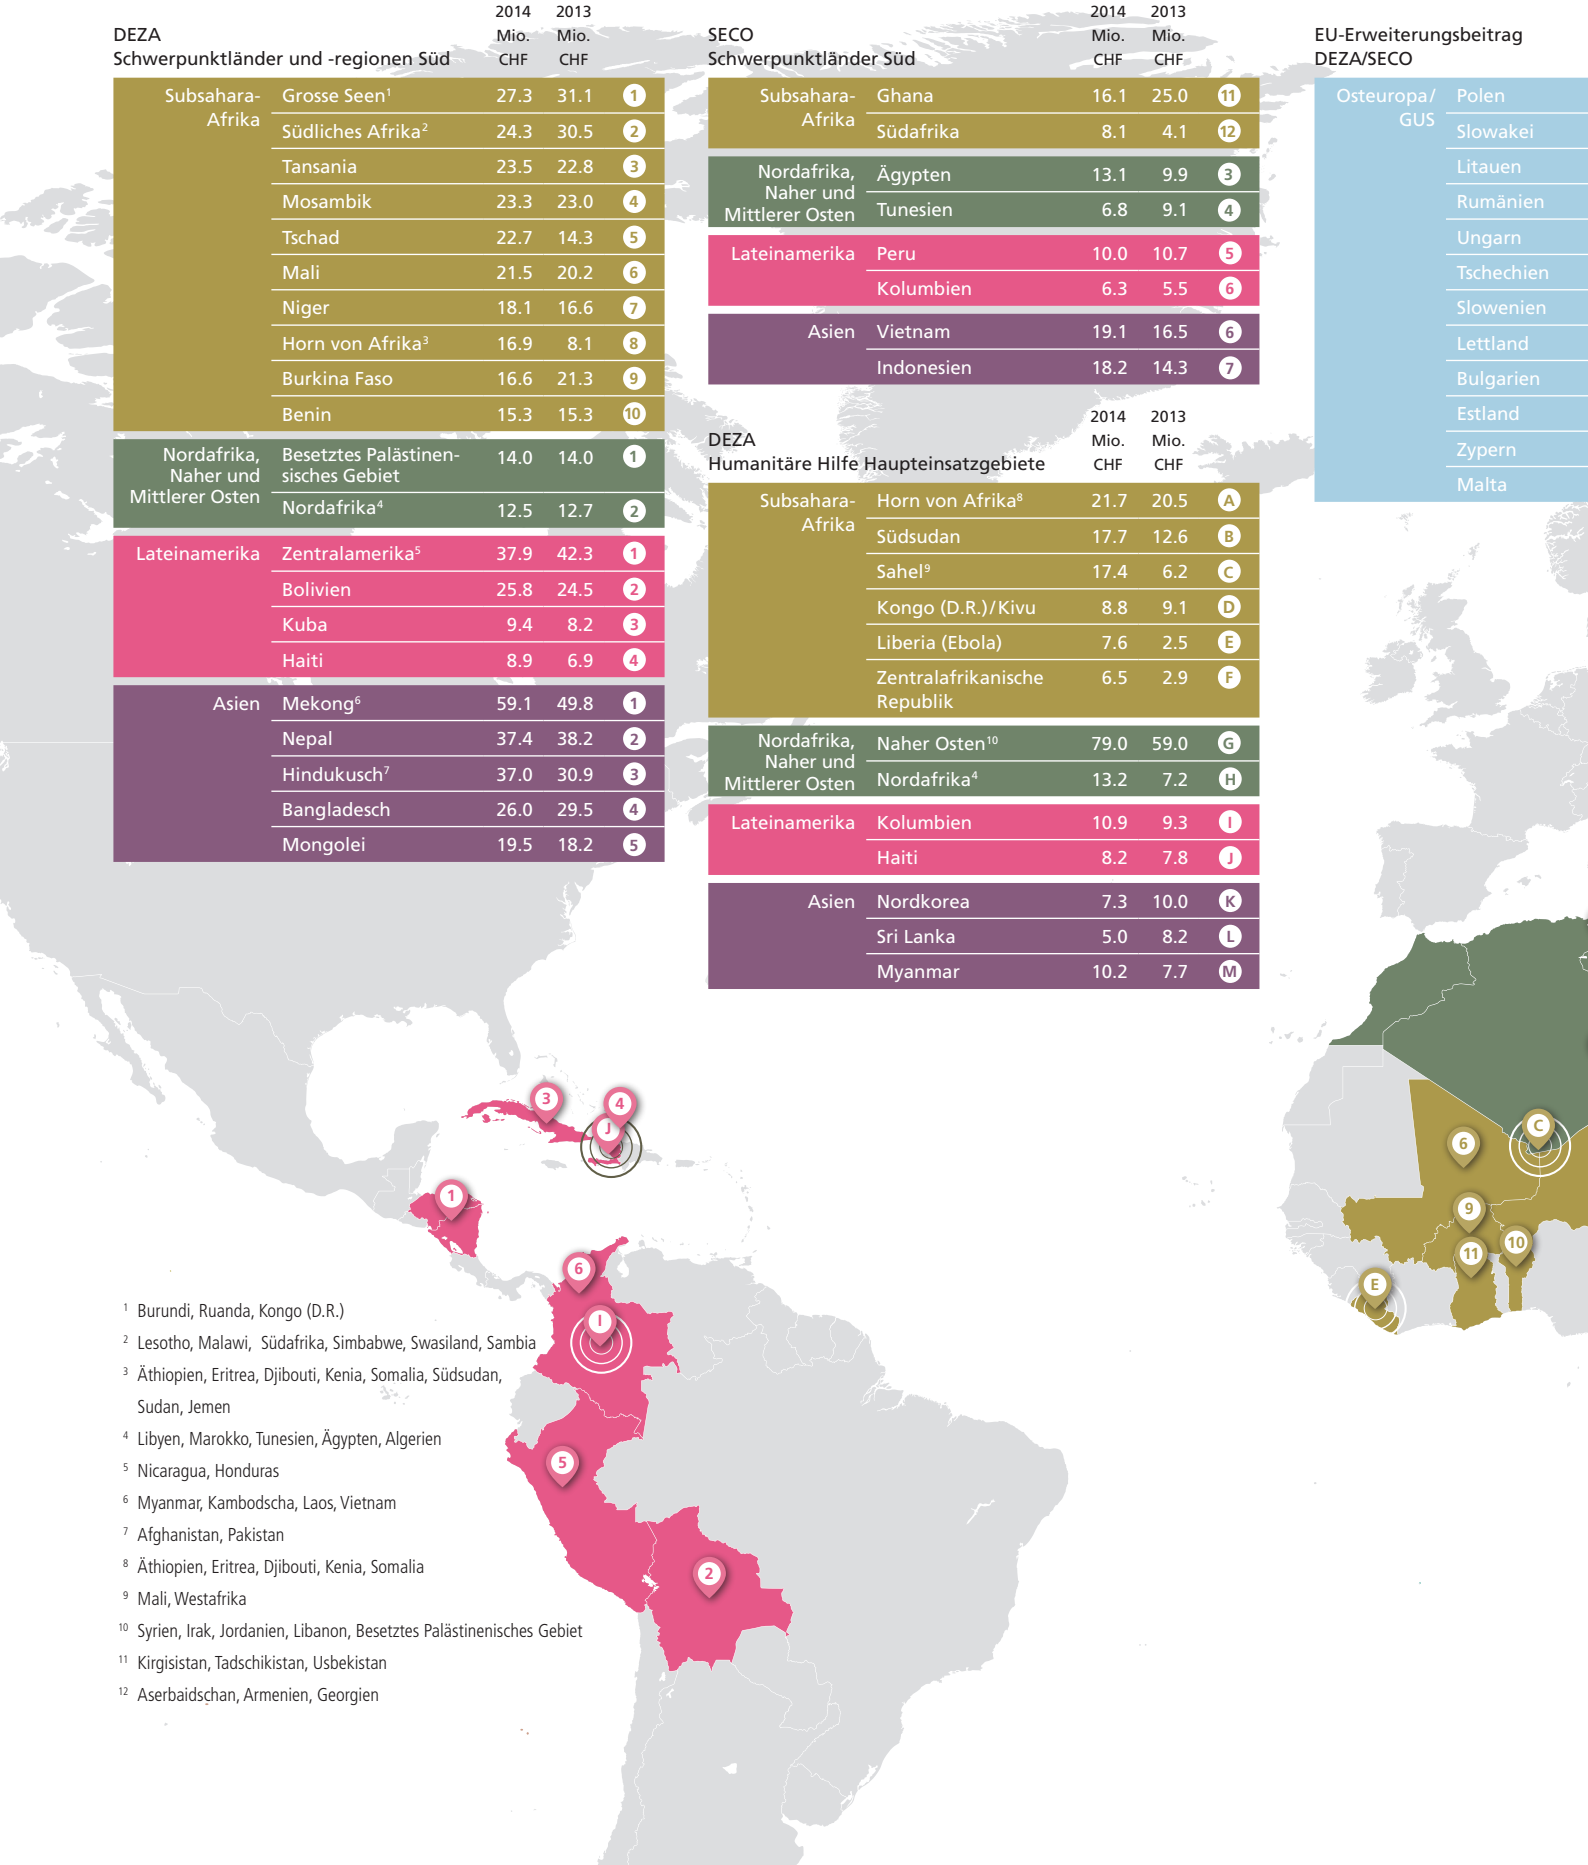 2014 2013
DEZA Mio. Mio.
Schwerpunktländer und -regionen Süd CHF CHF
Subsahara- Grosse Seen¹ 27.3 31.1 1
Afrika
Südliches Afrika² 24.3 30.5 2
Tansania 23.5 22.8 3
Mosambik 23.3 23.0 4
Tschad 22.7 14.3 5
Mali 21.5 20.2 6
Niger 18.1 16.6 7
Horn von Afrika³ 16.9 8.1 8
Burkina Faso 16.6 21.3 9
Benin 15.3 15.3 10
Nordafrika, Besetztes Palästinen- 14.0 14.0 1
Naher und sisches Gebiet
Mittlerer Osten Nordafrika⁴ 12.5 12.7 2
Lateinamerika Zentralamerika⁵ 37.9 42.3 1
Bolivien 25.8 24.5 2
Kuba 9.4 8.2 3
Haiti 8.9 6.9 4
Asien Mekong⁶ 59.1 49.8 1
Nepal 37.4 38.2 2
Hindukusch⁷ 37.0 30.9 3
Bangladesch 26.0 29.5 4
Mongolei 19.5 18.2 5
2014 2013
SECO Mio. Mio.
Schwerpunktländer Süd CHF CHF
Subsahara- Ghana 16.1 25.0 11
Afrika Südafrika 8.1 4.1 12
Nordafrika, Ägypten 13.1 9.9 3
Naher und
Mittlerer Osten Tunesien 6.8 9.1 4
Lateinamerika Peru 10.0 10.7 5
Kolumbien 6.3 5.5 6
Asien Vietnam 19.1 16.5 6
Indonesien 18.2 14.3 7
2014 2013
DEZA Mio. Mio.
Humanitäre Hilfe Haupteinsatzgebiete CHF CHF
Subsahara- Horn von Afrika⁸ 21.7 20.5 A
Afrika
Südsudan 17.7 12.6 B
Sahel⁹ 17.4 6.2 C
Kongo (D.R.)/Kivu 8.8 9.1 D
Liberia (Ebola) 7.6 2.5 E
Zentralafrikanische 6.5 2.9 F
Republik
Nordafrika, Naher Osten¹⁰ 79.0 59.0 G
Naher und
Mittlerer Osten Nordafrika⁴ 13.2 7.2 H
Lateinamerika Kolumbien 10.9 9.3 I
Haiti 8.2 7.8 J
Asien Nordkorea 7.3 10.0 K
Sri Lanka 5.0 8.2 L
Myanmar 10.2 7.7 M
EU-Erweiterungsbeitrag
DEZA/SECO
Osteuropa/ Polen
GUS
Slowakei
Litauen
Rumänien
Ungarn
Tschechien
Slowenien
Lettland
Bulgarien
Estland
Zypern
Malta
3
4
J
1
6
I
5
2
C
6
9
11
10
E
¹ Burundi, Ruanda, Kongo (D.R.)
² Lesotho, Malawi, Südafrika, Simbabwe, Swasiland, Sambia
³ Äthiopien, Eritrea, Djibouti, Kenia, Somalia, Südsudan,
Sudan, Jemen
⁴ Libyen, Marokko, Tunesien, Ägypten, Algerien
⁵ Nicaragua, Honduras
⁶ Myanmar, Kambodscha, Laos, Vietnam
⁷ Afghanistan, Pakistan
⁸ Äthiopien, Eritrea, Djibouti, Kenia, Somalia
⁹ Mali, Westafrika
¹⁰ Syrien, Irak, Jordanien, Libanon, Besetztes Palästinenisches Gebiet
¹¹ Kirgisistan, Tadschikistan, Usbekistan
¹² Aserbaidschan, Armenien, Georgien